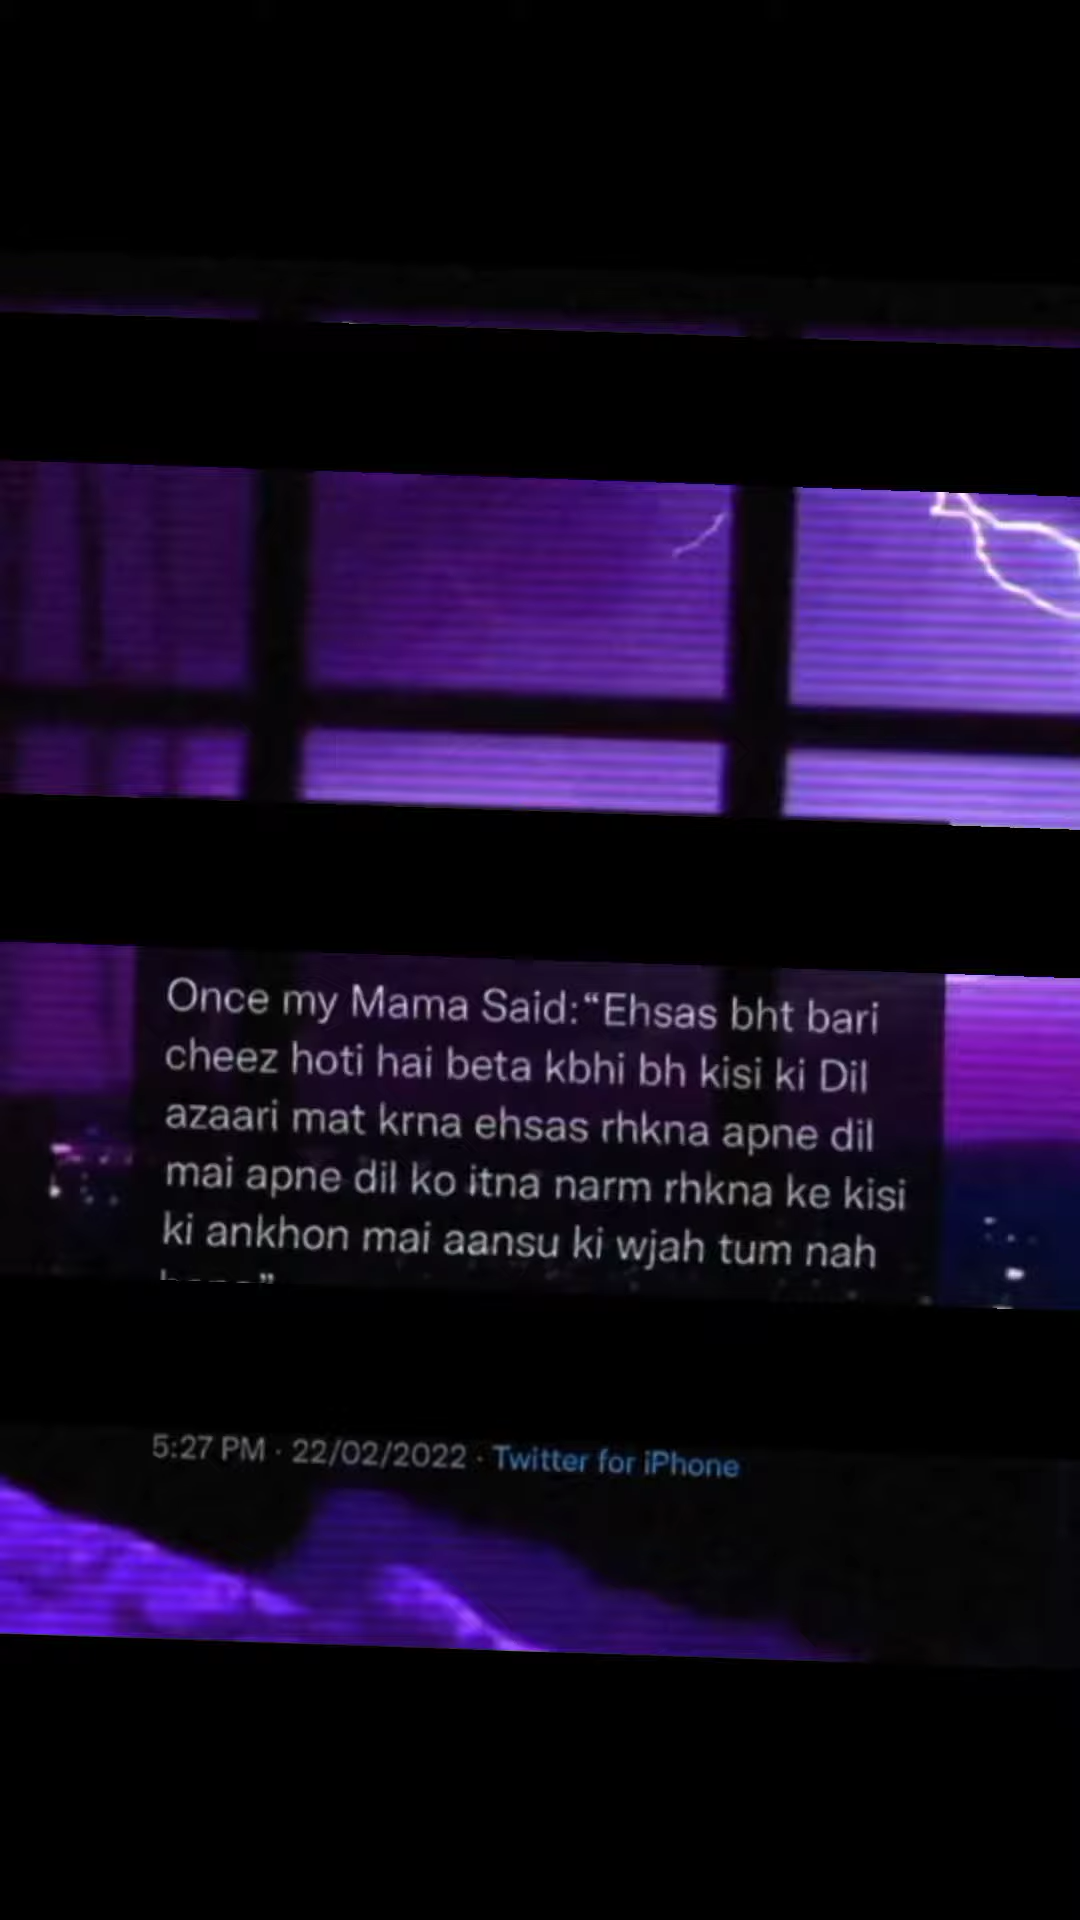 Once my Mama Said:“Ehsas bht bari
cheez hoti hai beta kbhi bh kisi ki Dil
azaari mat krna ehsas rhkna apne dil
mai apne dil ko itna narm rhkna ke kisi
ki ankhon mai aansu ki wjah tum nah
5:27 PM · 22/02/2022 · Twitter for iPhone